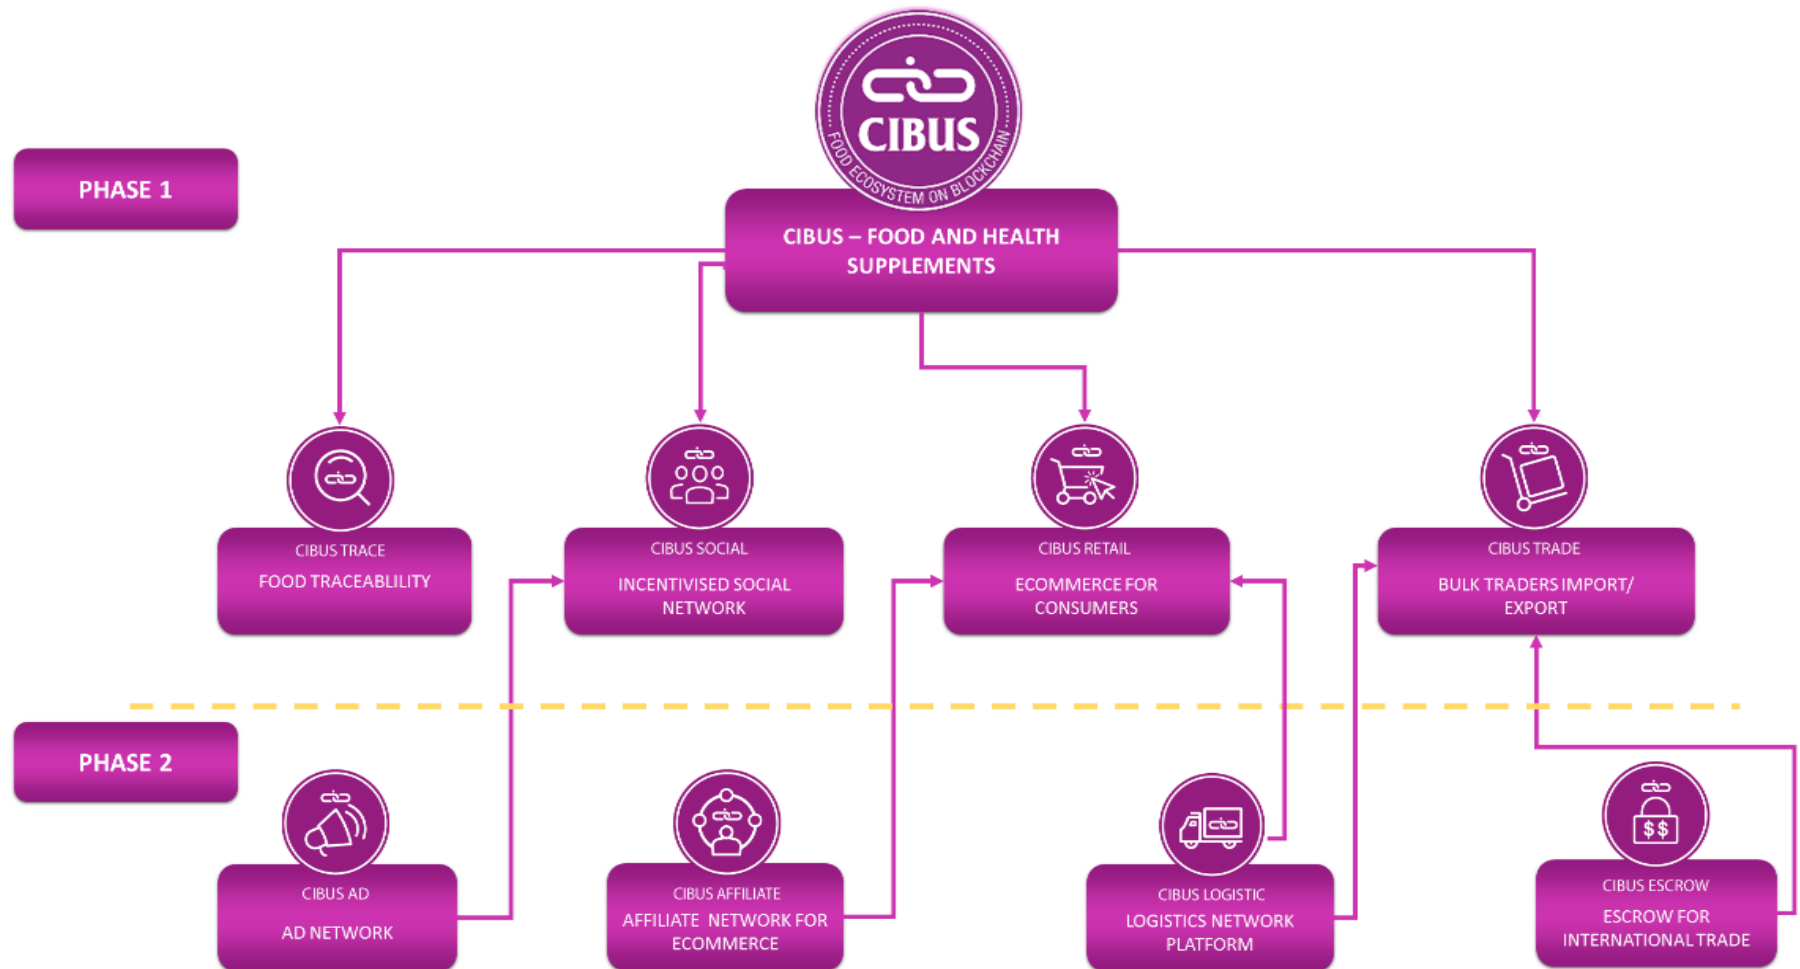 CIBUS
FOOD ECOSYSTEM ON BLOCKCHAIN
PHASE 1
CIBUS – FOOD AND HEALTH
SUPPLEMENTS
CIBUS TRACE
FOOD TRACEABLILITY
CIBUS SOCIAL
INCENTIVISED SOCIAL
NETWORK
CIBUS RETAIL
ECOMMERCE FOR
CONSUMERS
CIBUS TRADE
BULK TRADERS IMPORT/
EXPORT
PHASE 2
CIBUS AD
AD NETWORK
CIBUS AFFILIATE
AFFILIATE NETWORK FOR
ECOMMERCE
CIBUS LOGISTIC
LOGISTICS NETWORK
PLATFORM
$$
CIBUS ESCROW
ESCROW FOR
INTERNATIONAL TRADE